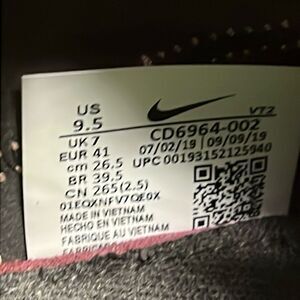 US
9.5
UK 7
EUR 41
cm 26.5
BR 39.5
CN 265(2.5)
01EQXNFV7QE0X
MADE IN VIETNAM
HECHO EN VIETNAM
FABRIQUE AU VIETNAM
VT2
CD6964-002
07/02/19 | 09/09/19
UPC 00193152125940